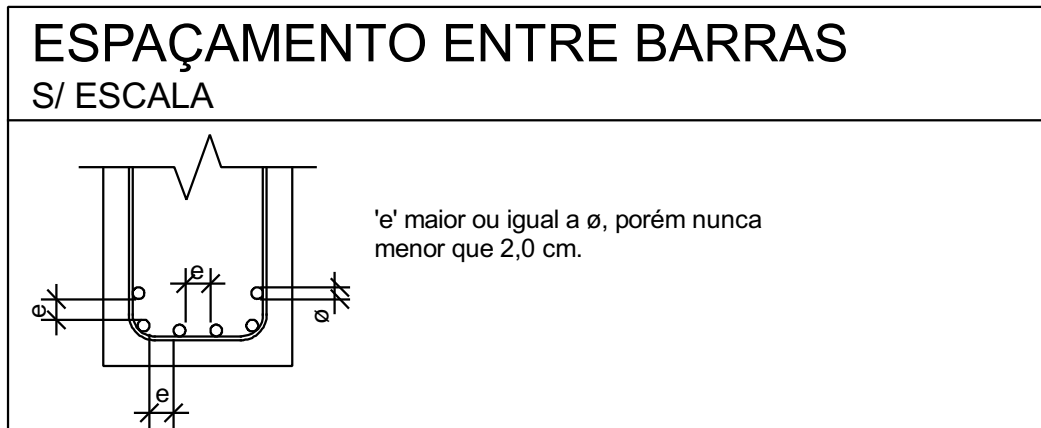 ESPAÇAMENTO ENTRE BARRAS
S/ ESCALA
'e' maior ou igual a ø, porém nunca
menor que 2,0 cm.
e
e
ø
e